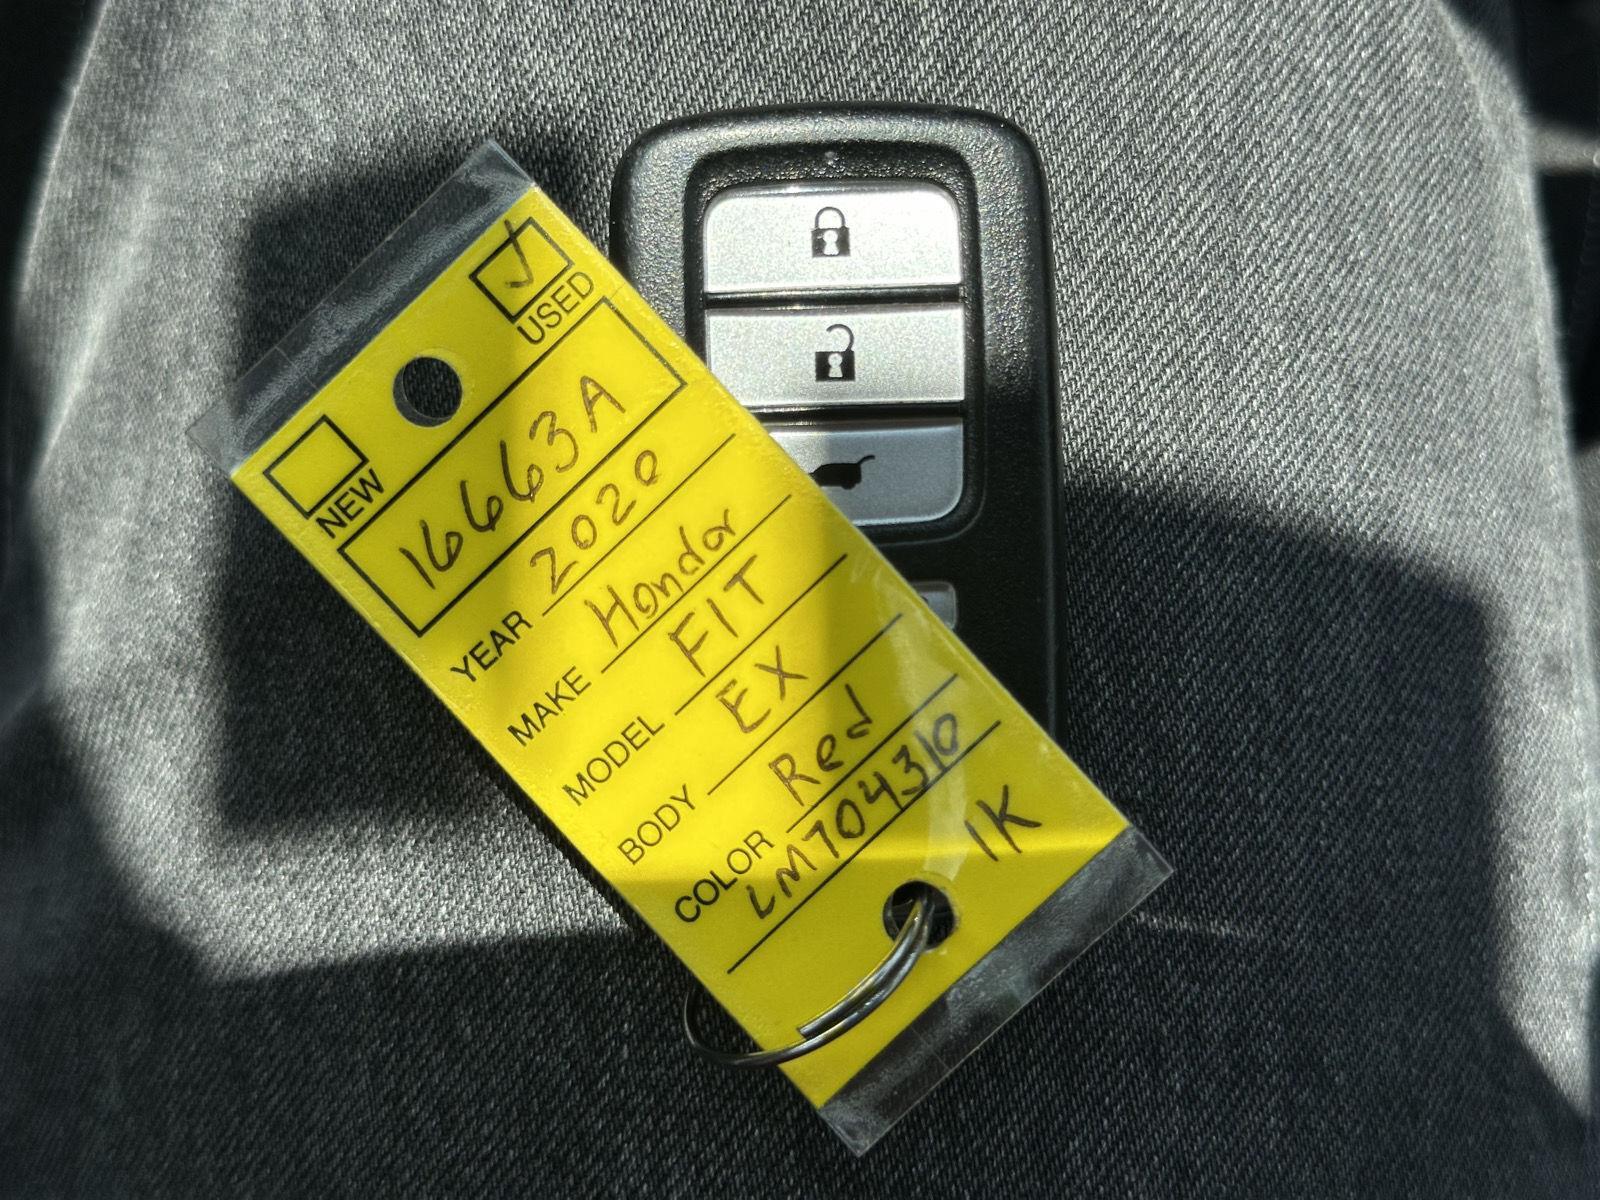 USED
NEW
16663A
YEAR 2020
MAKE Honda
MODEL FIT
BODY EX
COLOR Red
LM704310
1K